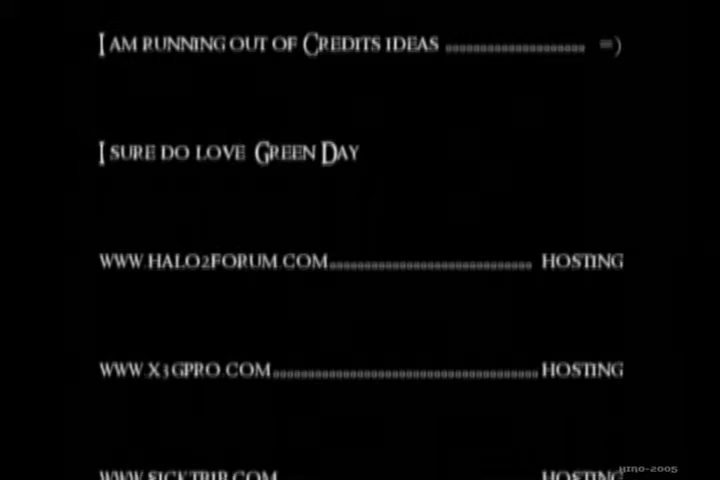 I am running out of Credits ideas ........................ =)
I sure do love Green Day
www.halo2forum.com................................... hosting
www.x3gpro.com.............................................. hosting
hosting